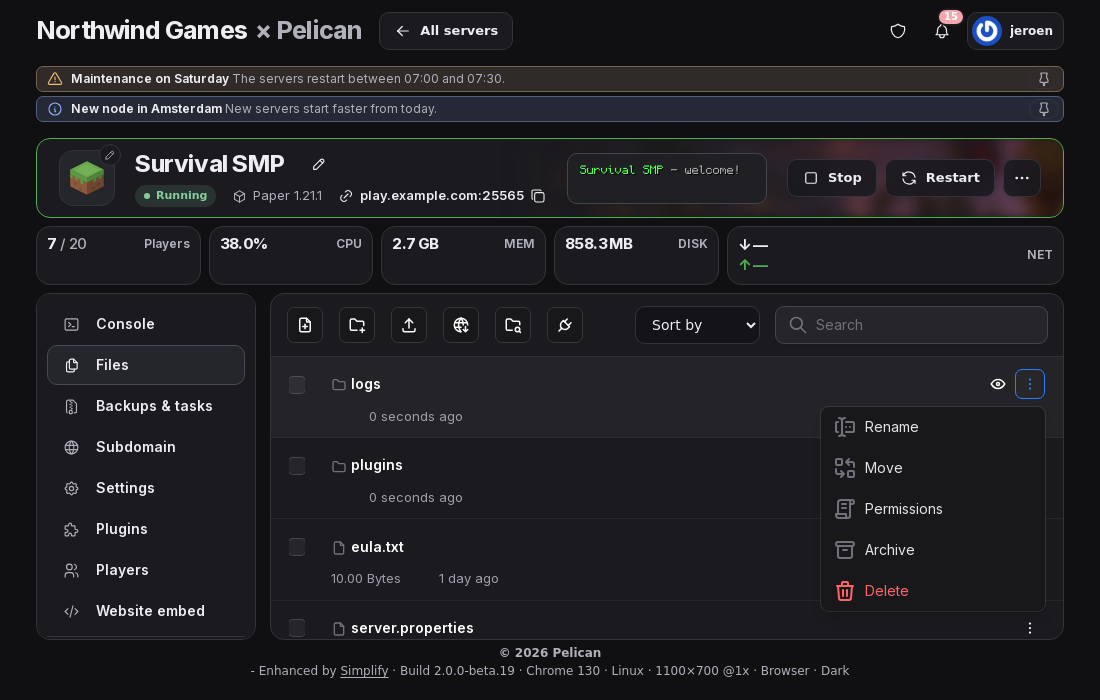 Northwind Games × Pelican
All servers
15
jeroen
Maintenance on Saturday The servers restart between 07:00 and 07:30.
New node in Amsterdam New servers start faster from today.
Survival SMP
Running
Paper 1.21.1
play.example.com:25565
Survival SMP – welcome!
Stop
Restart
7 / 20
Players
38.0%
CPU
2.7 GB
MEM
858.3 MB
DISK
↓—
↑—
NET
Console
Files
Backups & tasks
Subdomain
Settings
Plugins
Players
Website embed
Sort by
Search
logs
0 seconds ago
plugins
0 seconds ago
eula.txt
10.00 Bytes 1 day ago
server.properties
Rename
Move
Permissions
Archive
Delete
© 2026 Pelican
- Enhanced by Simplify · Build 2.0.0-beta.19 · Chrome 130 · Linux · 1100×700 @1x · Browser · Dark